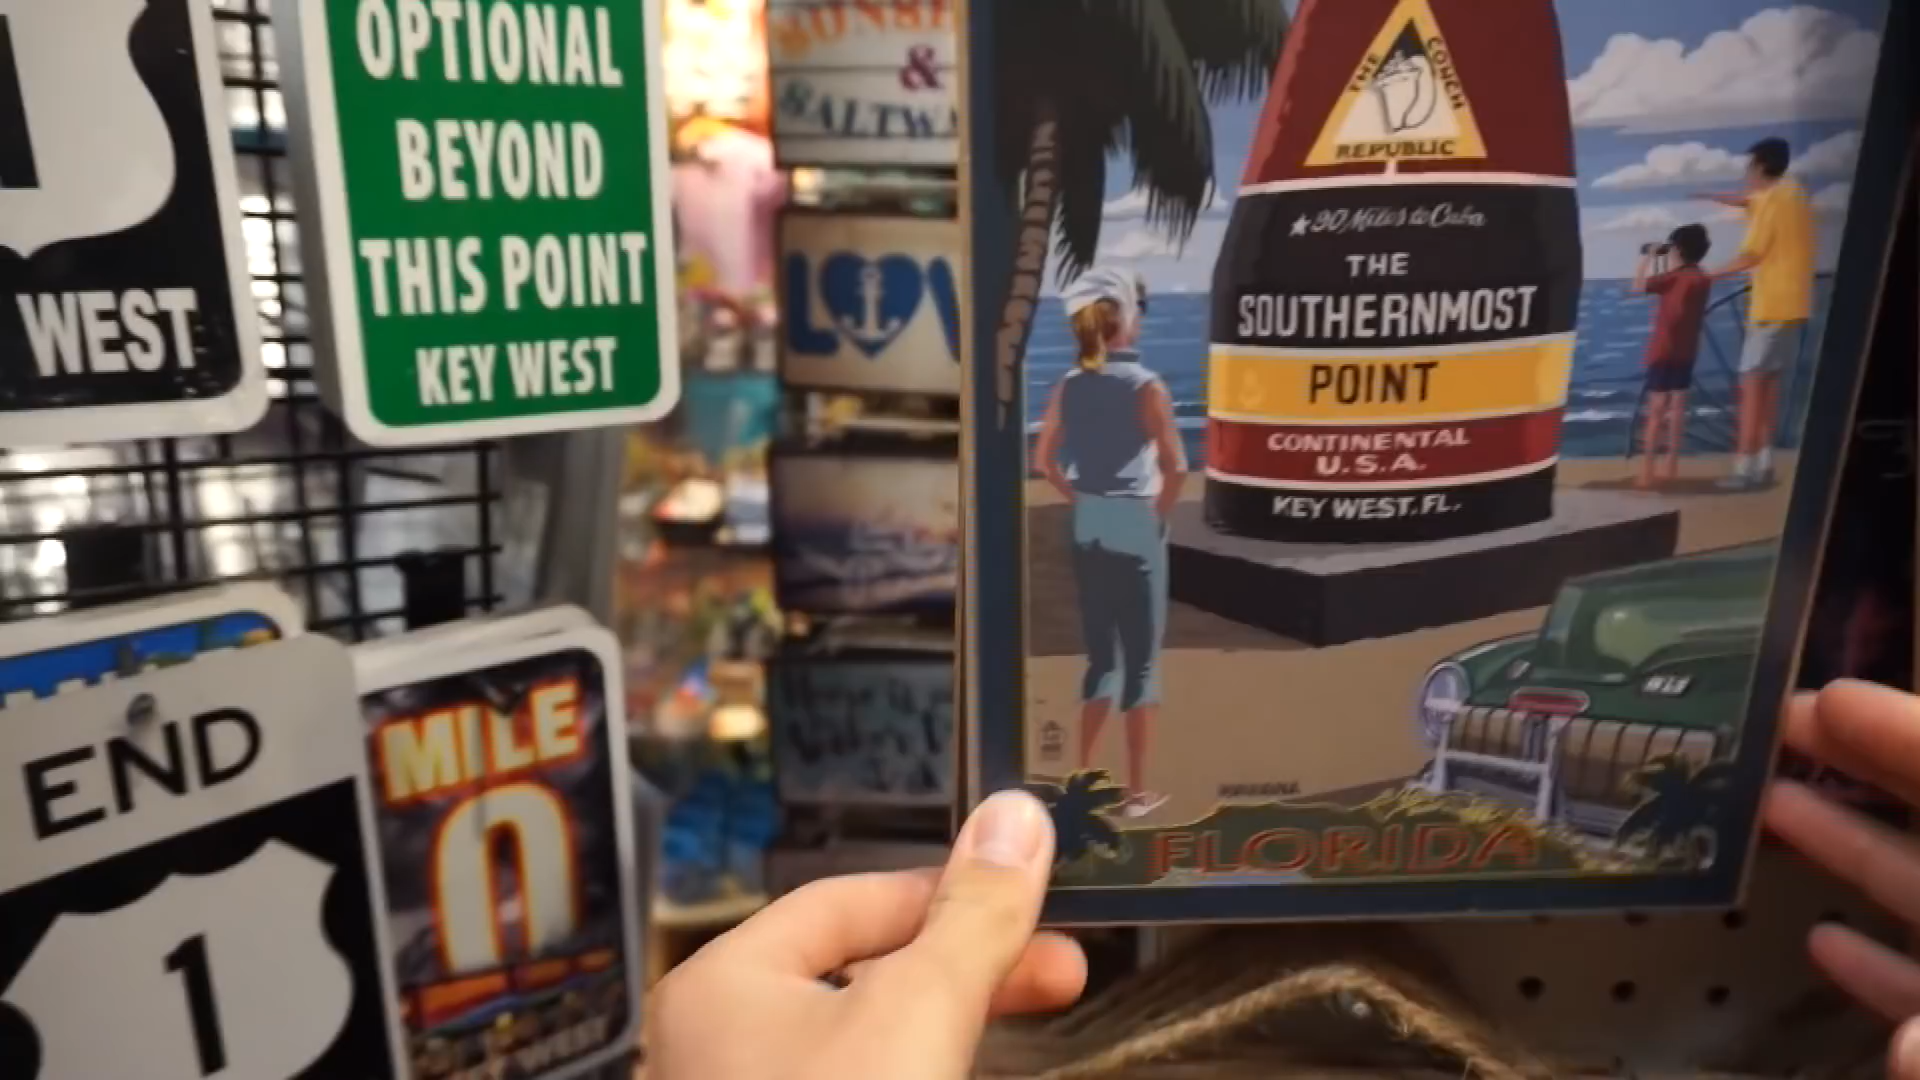 1
WEST
OPTIONAL
BEYOND
THIS POINT
KEY WEST
&
THE CONCH
REPUBLIC
90 Miles to Cuba
THE
SOUTHERNMOST
POINT
CONTINENTAL
U.S.A.
KEY WEST, FL.
FLORIDA
END
1
MILE
0